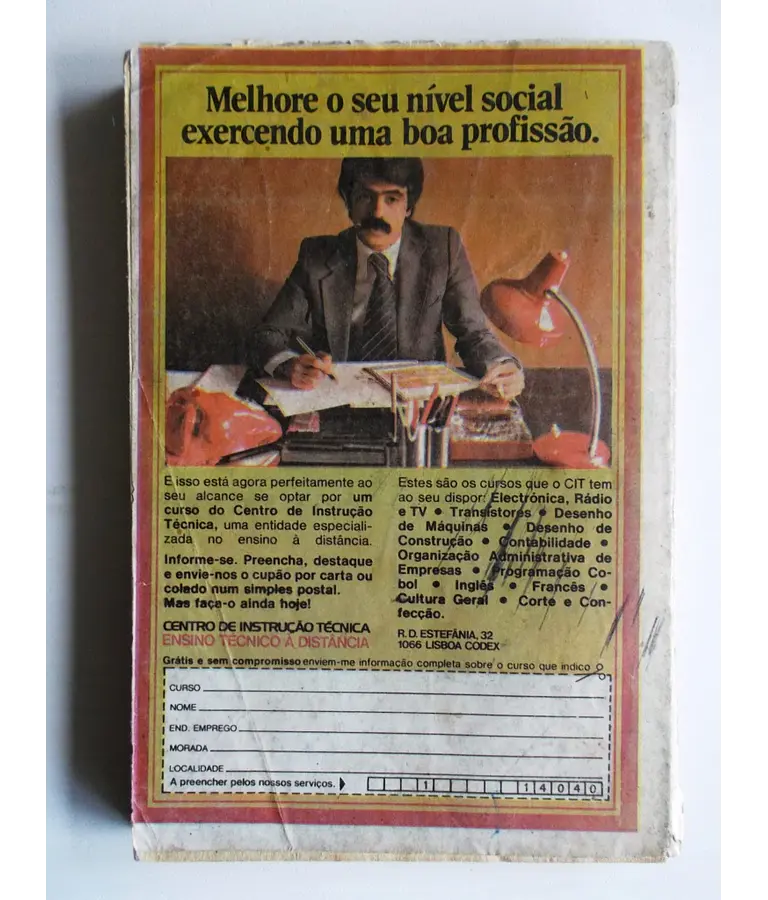 Melhore o seu nível social
exercendo uma boa profissão.
E isso está agora perfeitamente ao
seu alcance se optar por um
curso do Centro de Instrução
Técnica, uma entidade especiali-
zada no ensino à distância.
Informe-se. Preencha, destaque
e envie-nos o cupão por carta ou
colado num simples postal.
Mas faça-o ainda hoje!
CENTRO DE INSTRUÇÃO TÉCNICA
ENSINO TÉCNICO À DISTÂNCIA
Estes são os cursos que o CIT tem
ao seu dispor: Electrónica, Rádio
e TV • Transistores • Desenho
de Máquinas • Desenho de
Construção • Contabilidade •
Organização Administrativa de
Empresas • Programação Co-
bol • Inglês • Francês •
Cultura Geral • Corte e Con-
fecção.
R. D. ESTEFÂNIA, 32
1066 LISBOA CODEX
Grátis e sem compromisso enviem-me informação completa sobre o curso que indico
CURSO
NOME
END. EMPREGO
MORADA
LOCALIDADE
A preencher pelos nossos serviços. 1 14040